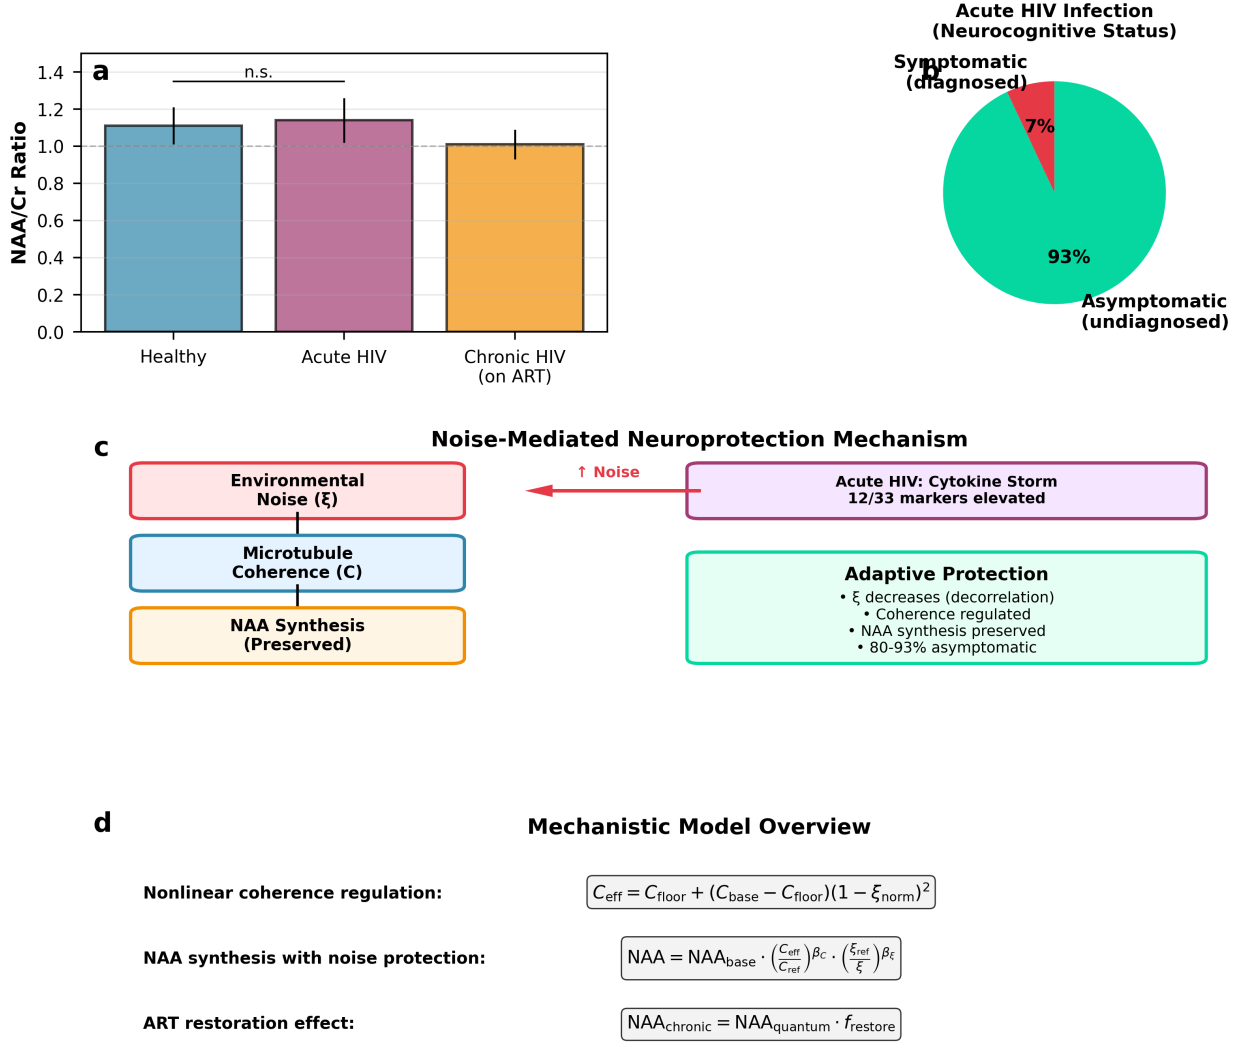 a
n.s.
1.4
1.2
1.0
0.8
0.6
0.4
0.2
0.0
NAA/Cr Ratio
Healthy
Acute HIV
Chronic HIV
(on ART)
Acute HIV Infection
(Neurocognitive Status)
b
Symptomatic
(diagnosed)
7%
93%
Asymptomatic
(undiagnosed)
c
Noise-Mediated Neuroprotection Mechanism
Environmental
Noise (ξ)
Microtubule
Coherence (C)
NAA Synthesis
(Preserved)
↑ Noise
Acute HIV: Cytokine Storm
12/33 markers elevated
Adaptive Protection
• ξ decreases (decorrelation)
• Coherence regulated
• NAA synthesis preserved
• 80-93% asymptomatic
d
Mechanistic Model Overview
Nonlinear coherence regulation:
C_eff = C_floor + (C_base − C_floor)(1 − ξ_norm)²
NAA synthesis with noise protection:
NAA = NAA_base · (C_eff/C_ref)^β_C · (ξ_ref/ξ)^β_ξ
ART restoration effect:
NAA_chronic = NAA_quantum · f_restore